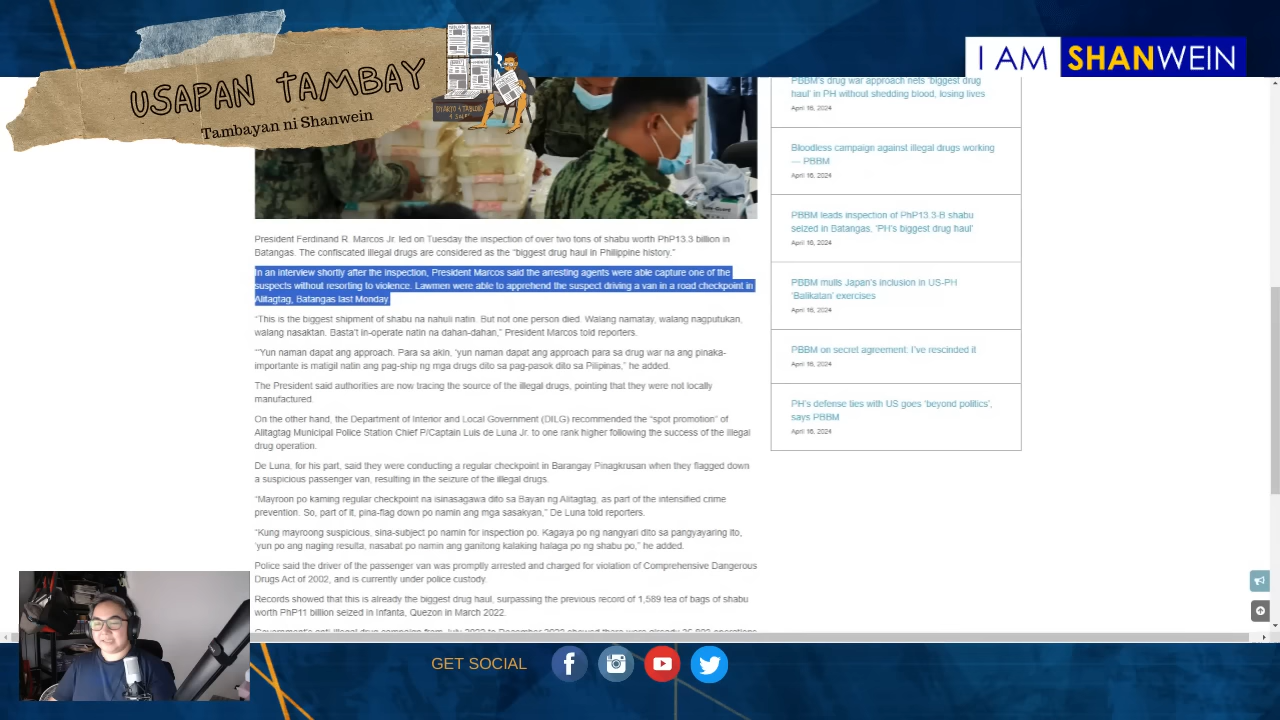 USAPAN TAMBAY
Tambayan ni Shanwein
I AM SHANWEIN
President Ferdinand R. Marcos Jr. led on Tuesday the inspection of over two tons of shabu worth PhP13.3 billion in
Batangas. The confiscated illegal drugs are considered as the “biggest drug haul in Philippine history.”
In an interview shortly after the inspection, President Marcos said the arresting agents were able capture one of the
suspects without resorting to violence. Lawmen were able to apprehend the suspect driving a van in a road checkpoint in
Alitagtag, Batangas last Monday.
“This is the biggest shipment of shabu na nahuli natin. But not one person died. Walang namatay, walang nagputukan,
walang nasaktan. Basta’t in-operate natin na dahan-dahan,” President Marcos told reporters.
“‘Yun naman dapat ang approach. Para sa akin, ‘yun naman dapat ang approach para sa drug war na ang pinaka-
importante is matigil natin ang pag-ship ng mga drugs dito sa pag-pasok dito sa Pilipinas,” he added.
The President said authorities are now tracing the source of the illegal drugs, pointing that they were not locally
manufactured.
On the other hand, the Department of Interior and Local Government (DILG) recommended the “spot promotion” of
Alitagtag Municipal Police Station Chief P/Captain Luis de Luna Jr. to one rank higher following the success of the illegal
drug operation.
De Luna, for his part, said they were conducting a regular checkpoint in Barangay Pinagkrusan when they flagged down
a suspicious passenger van, resulting in the seizure of the illegal drugs.
“Mayroon po kaming regular checkpoint na isinasagawa dito sa Bayan ng Alitagtag, as part of the intensified crime
prevention. So, part of it, pina-flag down po namin ang mga sasakyan,” De Luna told reporters.
“Kung mayroong suspicious, sina-subject po namin for inspection po. Kagaya po ng nangyari dito sa pangyayaring ito,
‘yun po ang naging resulta, nasabat po namin ang ganitong kalaking halaga po ng shabu po,” he added.
Police said the driver of the passenger van was promptly arrested and charged for violation of Comprehensive Dangerous
Drugs Act of 2002, and is currently under police custody.
Records showed that this is already the biggest drug haul, surpassing the previous record of 1,589 tea of bags of shabu
worth PhP11 billion seized in Infanta, Quezon in March 2022.
PBBM’s drug war approach nets ‘biggest drug
haul’ in PH without shedding blood, losing lives
April 16, 2024
Bloodless campaign against illegal drugs working
— PBBM
April 16, 2024
PBBM leads inspection of PhP13.3-B shabu
seized in Batangas, ‘PH’s biggest drug haul’
April 16, 2024
PBBM mulls Japan’s inclusion in US-PH
‘Balikatan’ exercises
April 16, 2024
PBBM on secret agreement: I’ve rescinded it
April 16, 2024
PH’s defense ties with US goes ‘beyond politics’,
says PBBM
April 16, 2024
GET SOCIAL